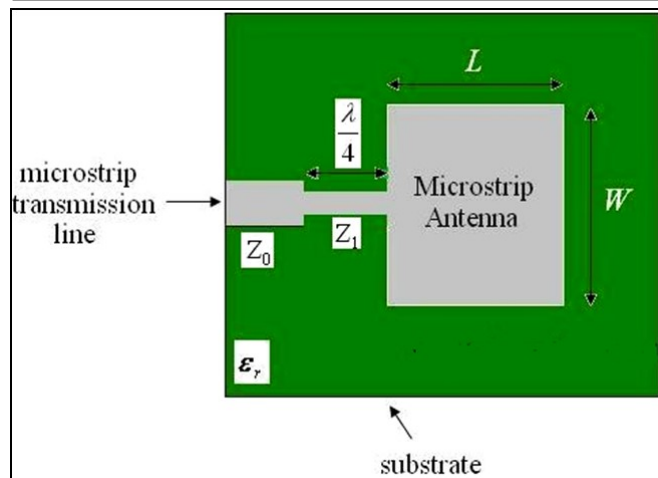 L
λ/4
microstrip
transmission
line
Microstrip
Antenna
W
Z₀
Z₁
εᵣ
substrate